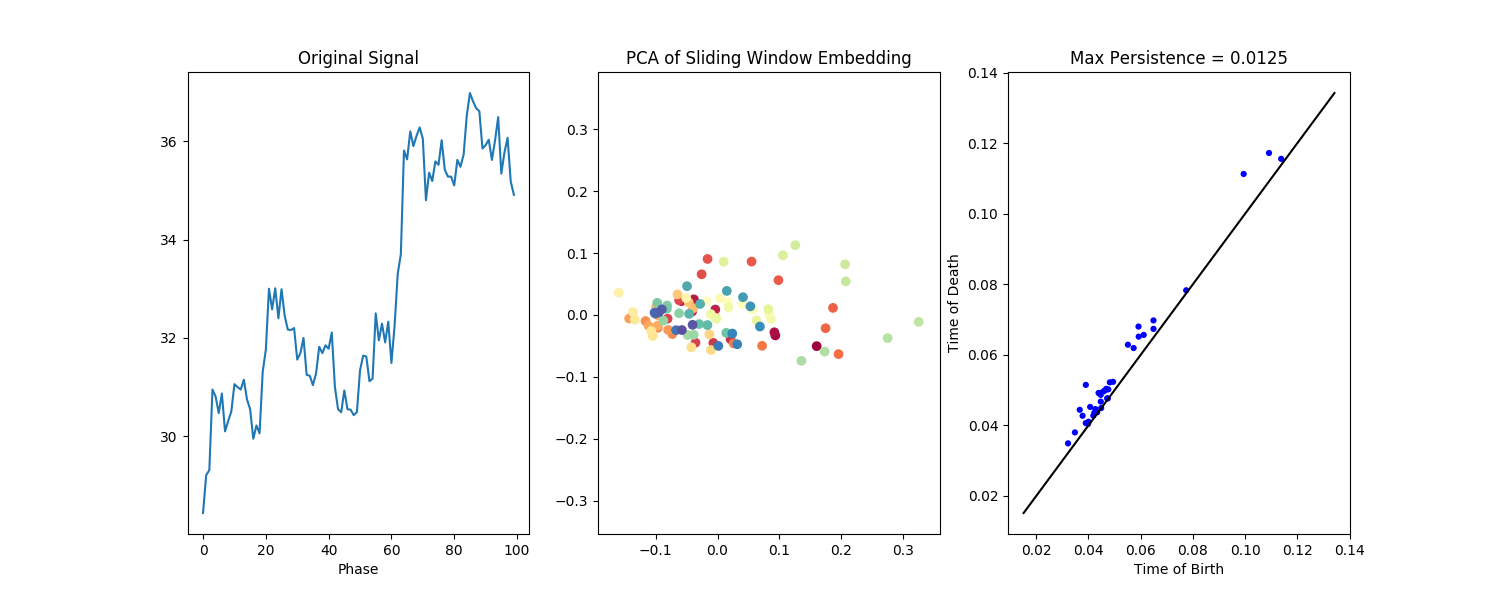 Original Signal
36
34
32
30
0 20 40 60 80 100
Phase
PCA of Sliding Window Embedding
0.3
0.2
0.1
0.0
−0.1
−0.2
−0.3
−0.1 0.0 0.1 0.2 0.3
Max Persistence = 0.0125
Time of Death
0.14
0.12
0.10
0.08
0.06
0.04
0.02
0.02 0.04 0.06 0.08 0.10 0.12 0.14
Time of Birth